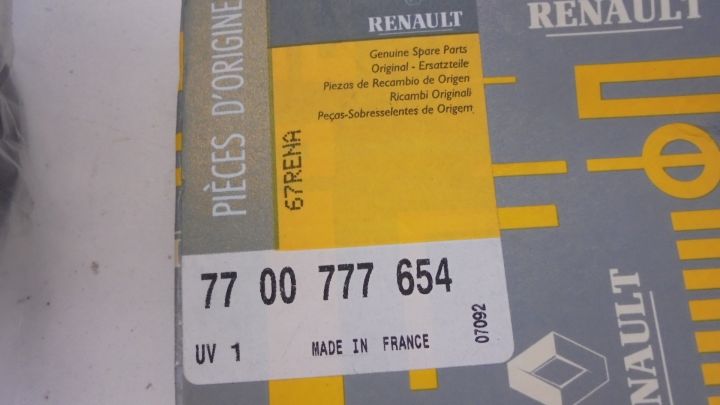 RENAULT
RENAULT
PIÈCES D'ORIGINE
Genuine Spare Parts
Original - Ersatzteile
Piezas de Recambio de Origen
Ricambi Originali
Peças-Sobresselentes de Origem
67RENA
77 00 777 654
UV 1 MADE IN FRANCE
07092
RENAULT